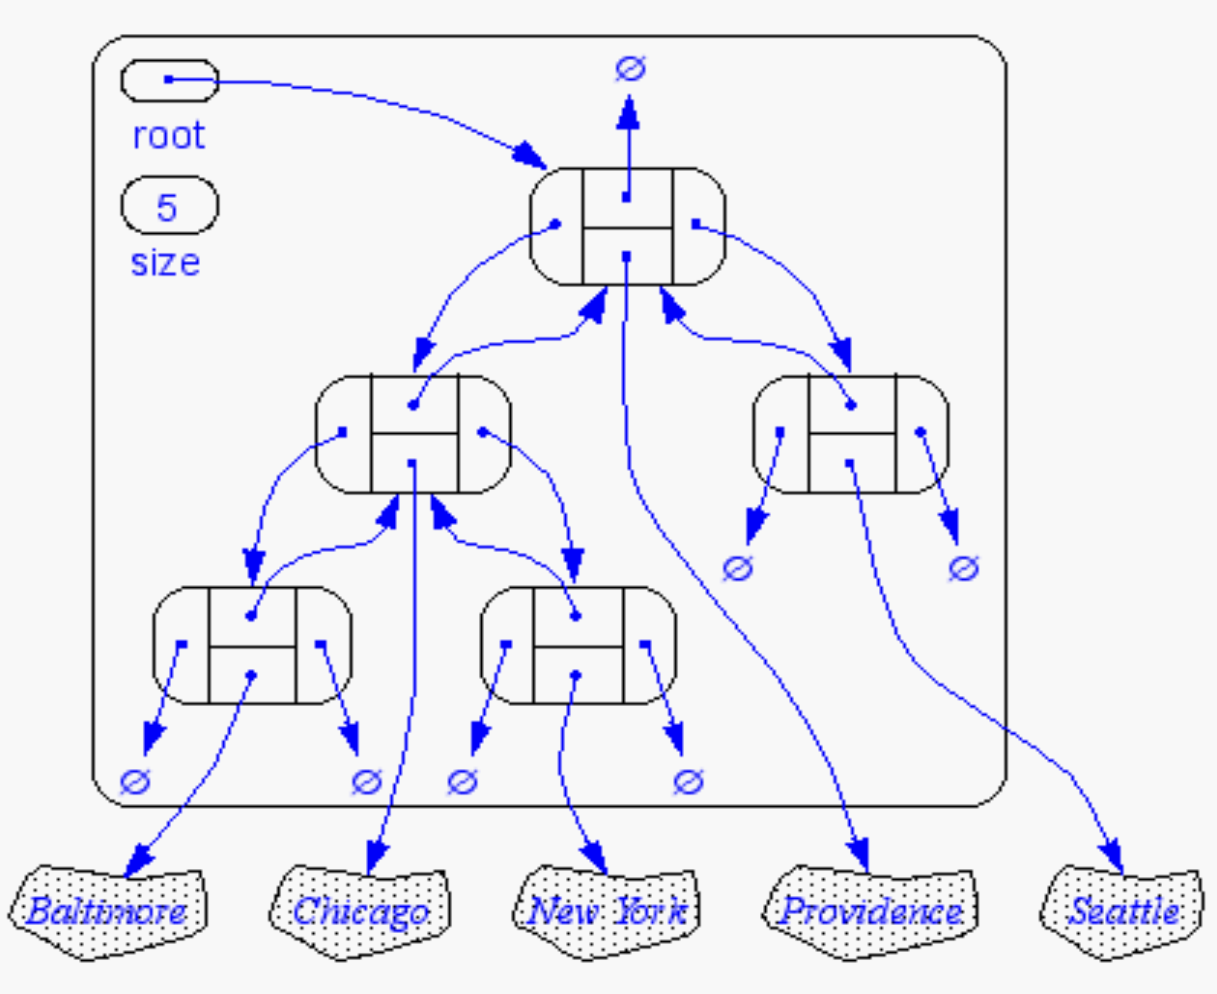 ∅
root
5
size
∅ ∅
∅ ∅ ∅ ∅
Baltimore Chicago New York Providence Seattle